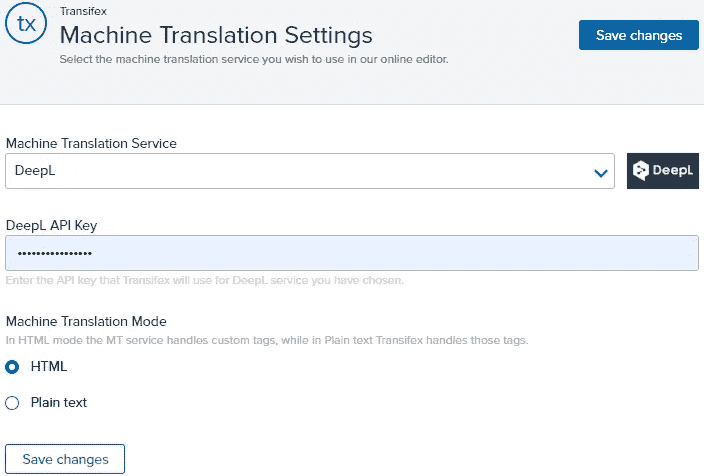 tx
Transifex
Machine Translation Settings
Save changes
Select the machine translation service you wish to use in our online editor.
Machine Translation Service
DeepL
DeepL
DeepL API Key
••••••••••••••••
Enter the API key that Transifex will use for DeepL service you have chosen.
Machine Translation Mode
In HTML mode the MT service handles custom tags, while in Plain text Transifex handles those tags.
HTML
Plain text
Save changes